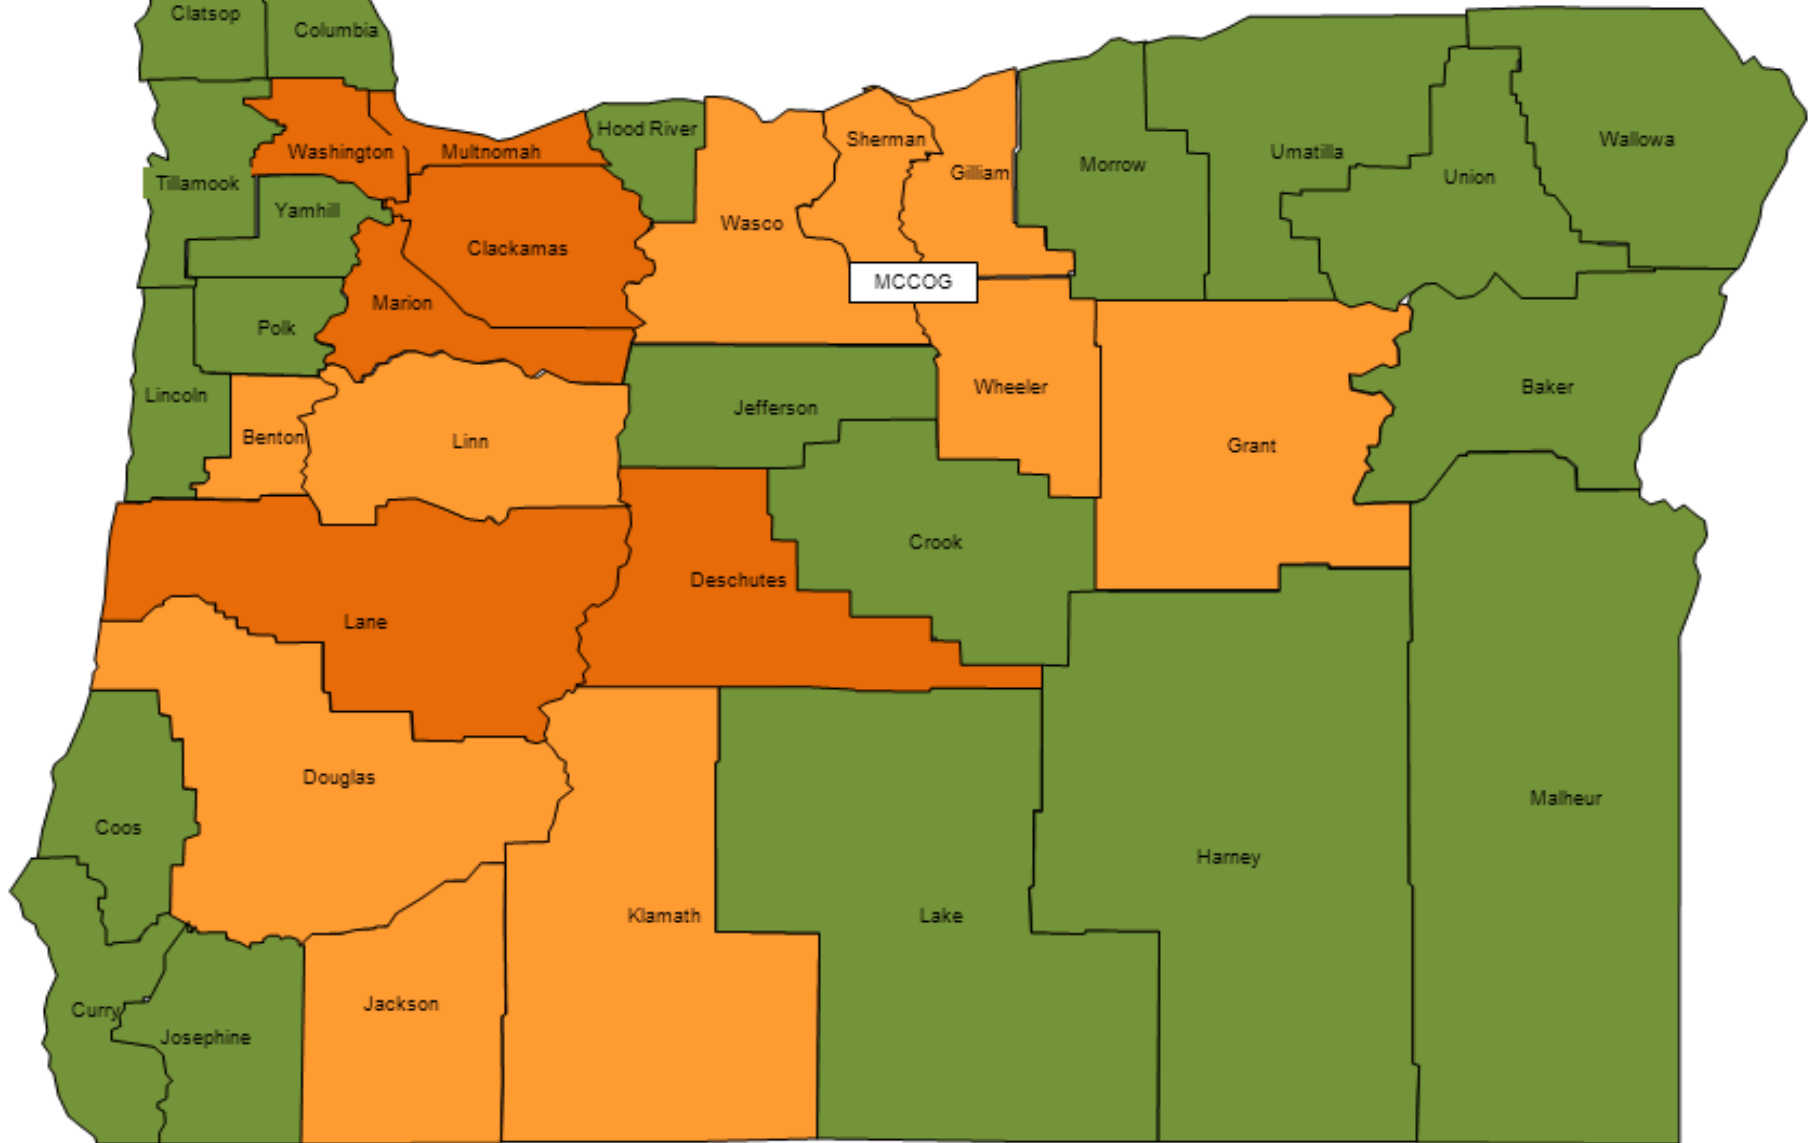 Clatsop
Columbia
Hood River
Washington
Multnomah
Sherman
Gilliam
Morrow
Umatilla
Union
Wallowa
Tillamook
Yamhill
Clackamas
Wasco
MCCOG
Marion
Polk
Lincoln
Benton
Linn
Jefferson
Wheeler
Grant
Baker
Crook
Deschutes
Lane
Douglas
Coos
Malheur
Harney
Lake
Klamath
Jackson
Curry
Josephine